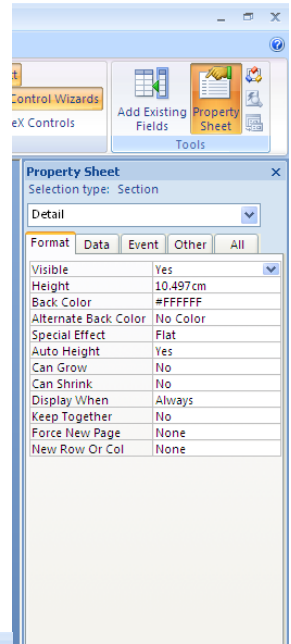 Control Wizards
Add Existing
Fields
Property
Sheet
X Controls
Tools
Property Sheet
Selection type: Section
Detail
Format Data Event Other All
Visible Yes
Height 10.497cm
Back Color #FFFFFF
Alternate Back Color No Color
Special Effect Flat
Auto Height Yes
Can Grow No
Can Shrink No
Display When Always
Keep Together No
Force New Page None
New Row Or Col None